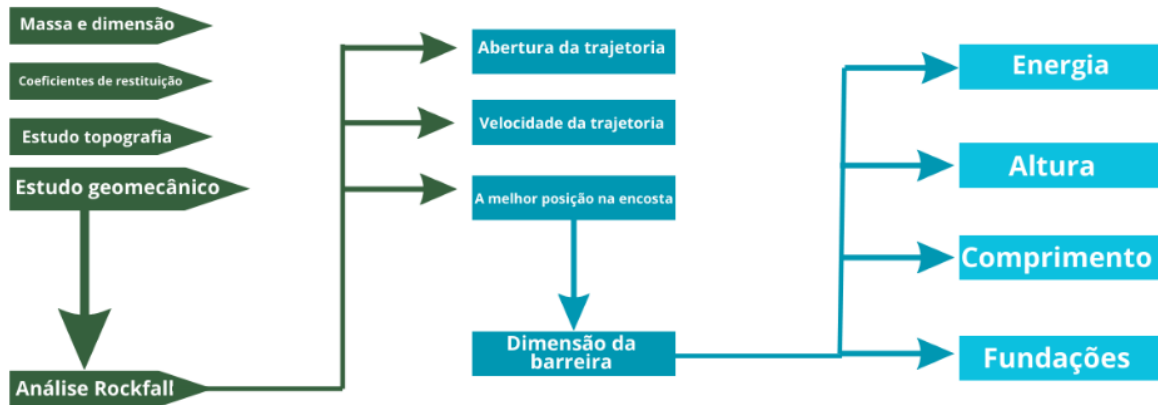 Massa e dimensão
Coeficientes de restituição
Estudo topografia
Estudo geomecânico
Análise Rockfall
Abertura da trajetoria
Velocidade da trajetoria
A melhor posição na encosta
Dimensão da
barreira
Energia
Altura
Comprimento
Fundações